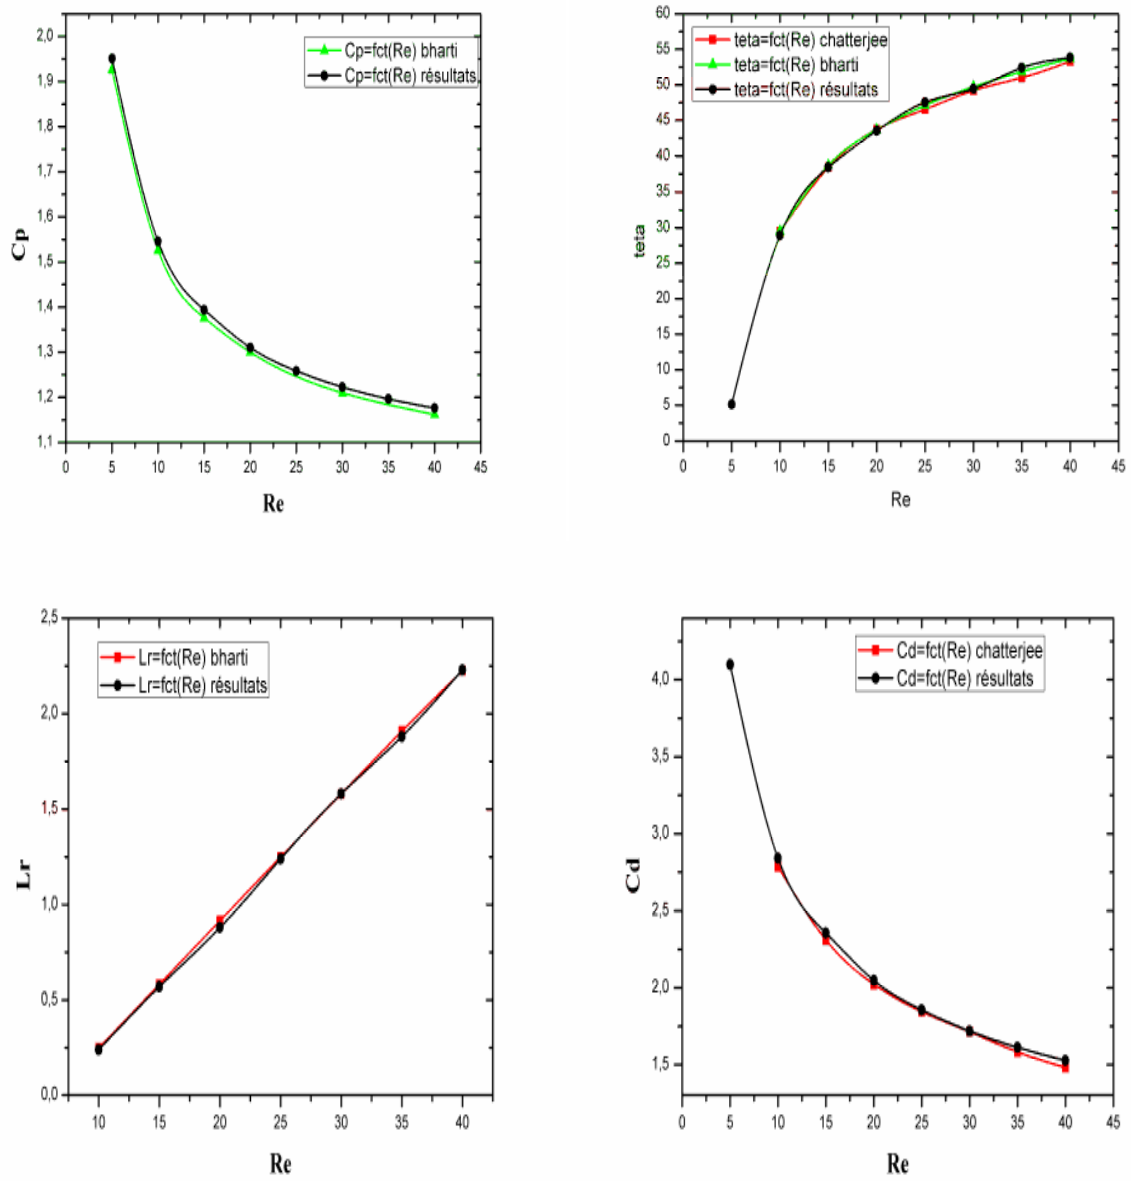 2,0
1,9
1,8
1,7
1,6
1,5
1,4
1,3
1,2
1,1
Cp
Cp=fct(Re) bharti
Cp=fct(Re) résultats
0 5 10 15 20 25 30 35 40 45
Re
60
55
50
45
40
35
30
25
20
15
10
5
0
teta
teta=fct(Re) chatterjee
teta=fct(Re) bharti
teta=fct(Re) résultats
0 5 10 15 20 25 30 35 40 45
Re
2,5
2,0
1,5
1,0
0,5
0,0
Lr
Lr=fct(Re) bharti
Lr=fct(Re) résultats
10 15 20 25 30 35 40
Re
4,0
3,5
3,0
2,5
2,0
1,5
Cd
Cd=fct(Re) chatterjee
Cd=fct(Re) résultats
0 5 10 15 20 25 30 35 40 45
Re